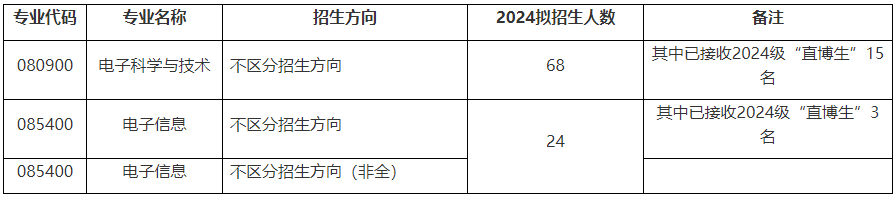 专业代码 专业名称 招生方向 2024拟招生人数 备注
080900 电子科学与技术 不区分招生方向 68 其中已接收2024级“直博生”15
名
085400 电子信息 不区分招生方向 24 其中已接收2024级“直博生”3
名
085400 电子信息 不区分招生方向（非全）